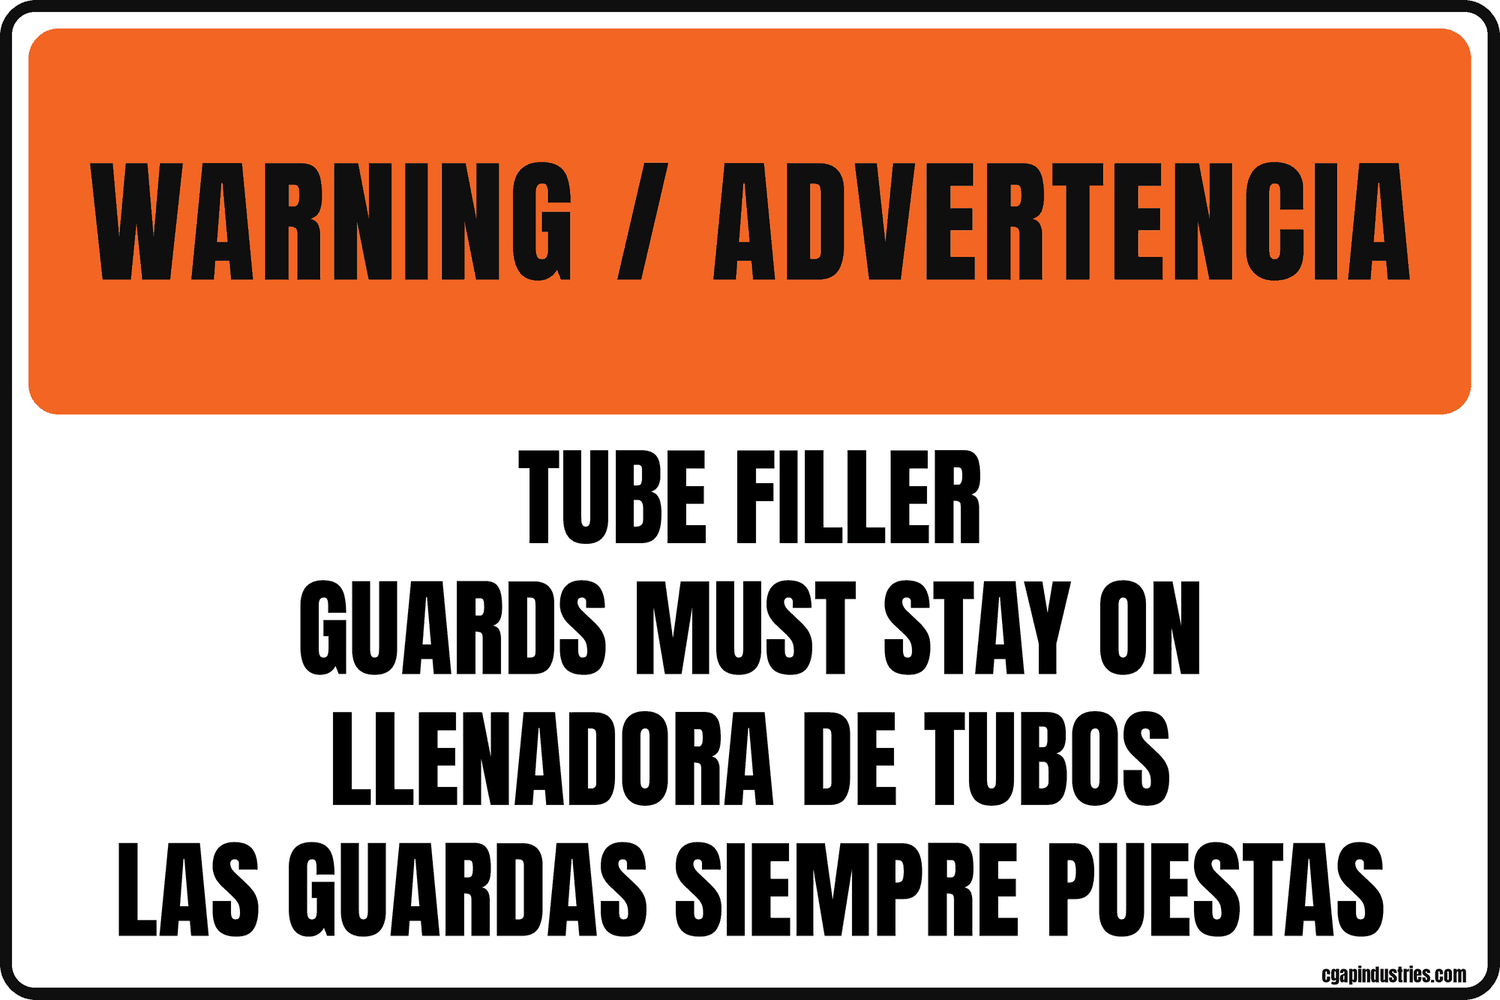 WARNING / ADVERTENCIA
TUBE FILLER
GUARDS MUST STAY ON
LLENADORA DE TUBOS
LAS GUARDAS SIEMPRE PUESTAS
cgapindustries.com